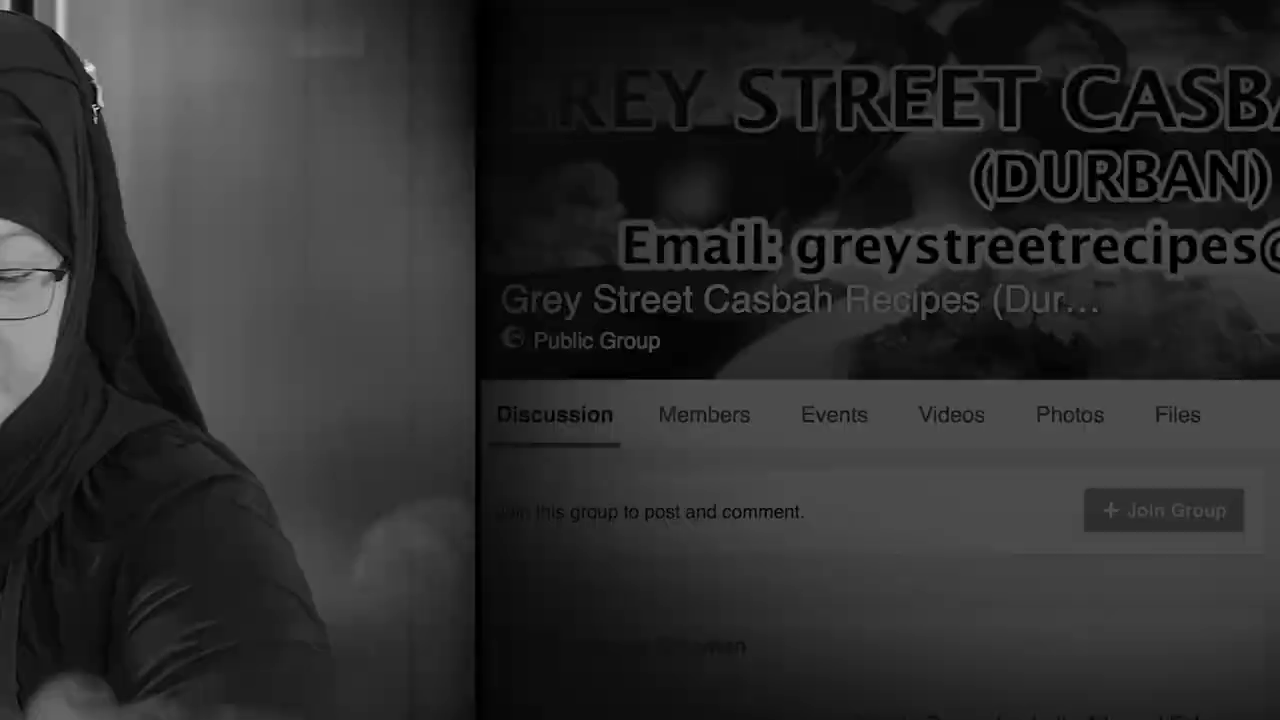 REY STREET CASB
(DURBAN)
Email: greystreetrecipes@
Grey Street Casbah Recipes (Dur...
Public Group
Discussion Members Events Videos Photos Files
this group to post and comment.
+ Join Group